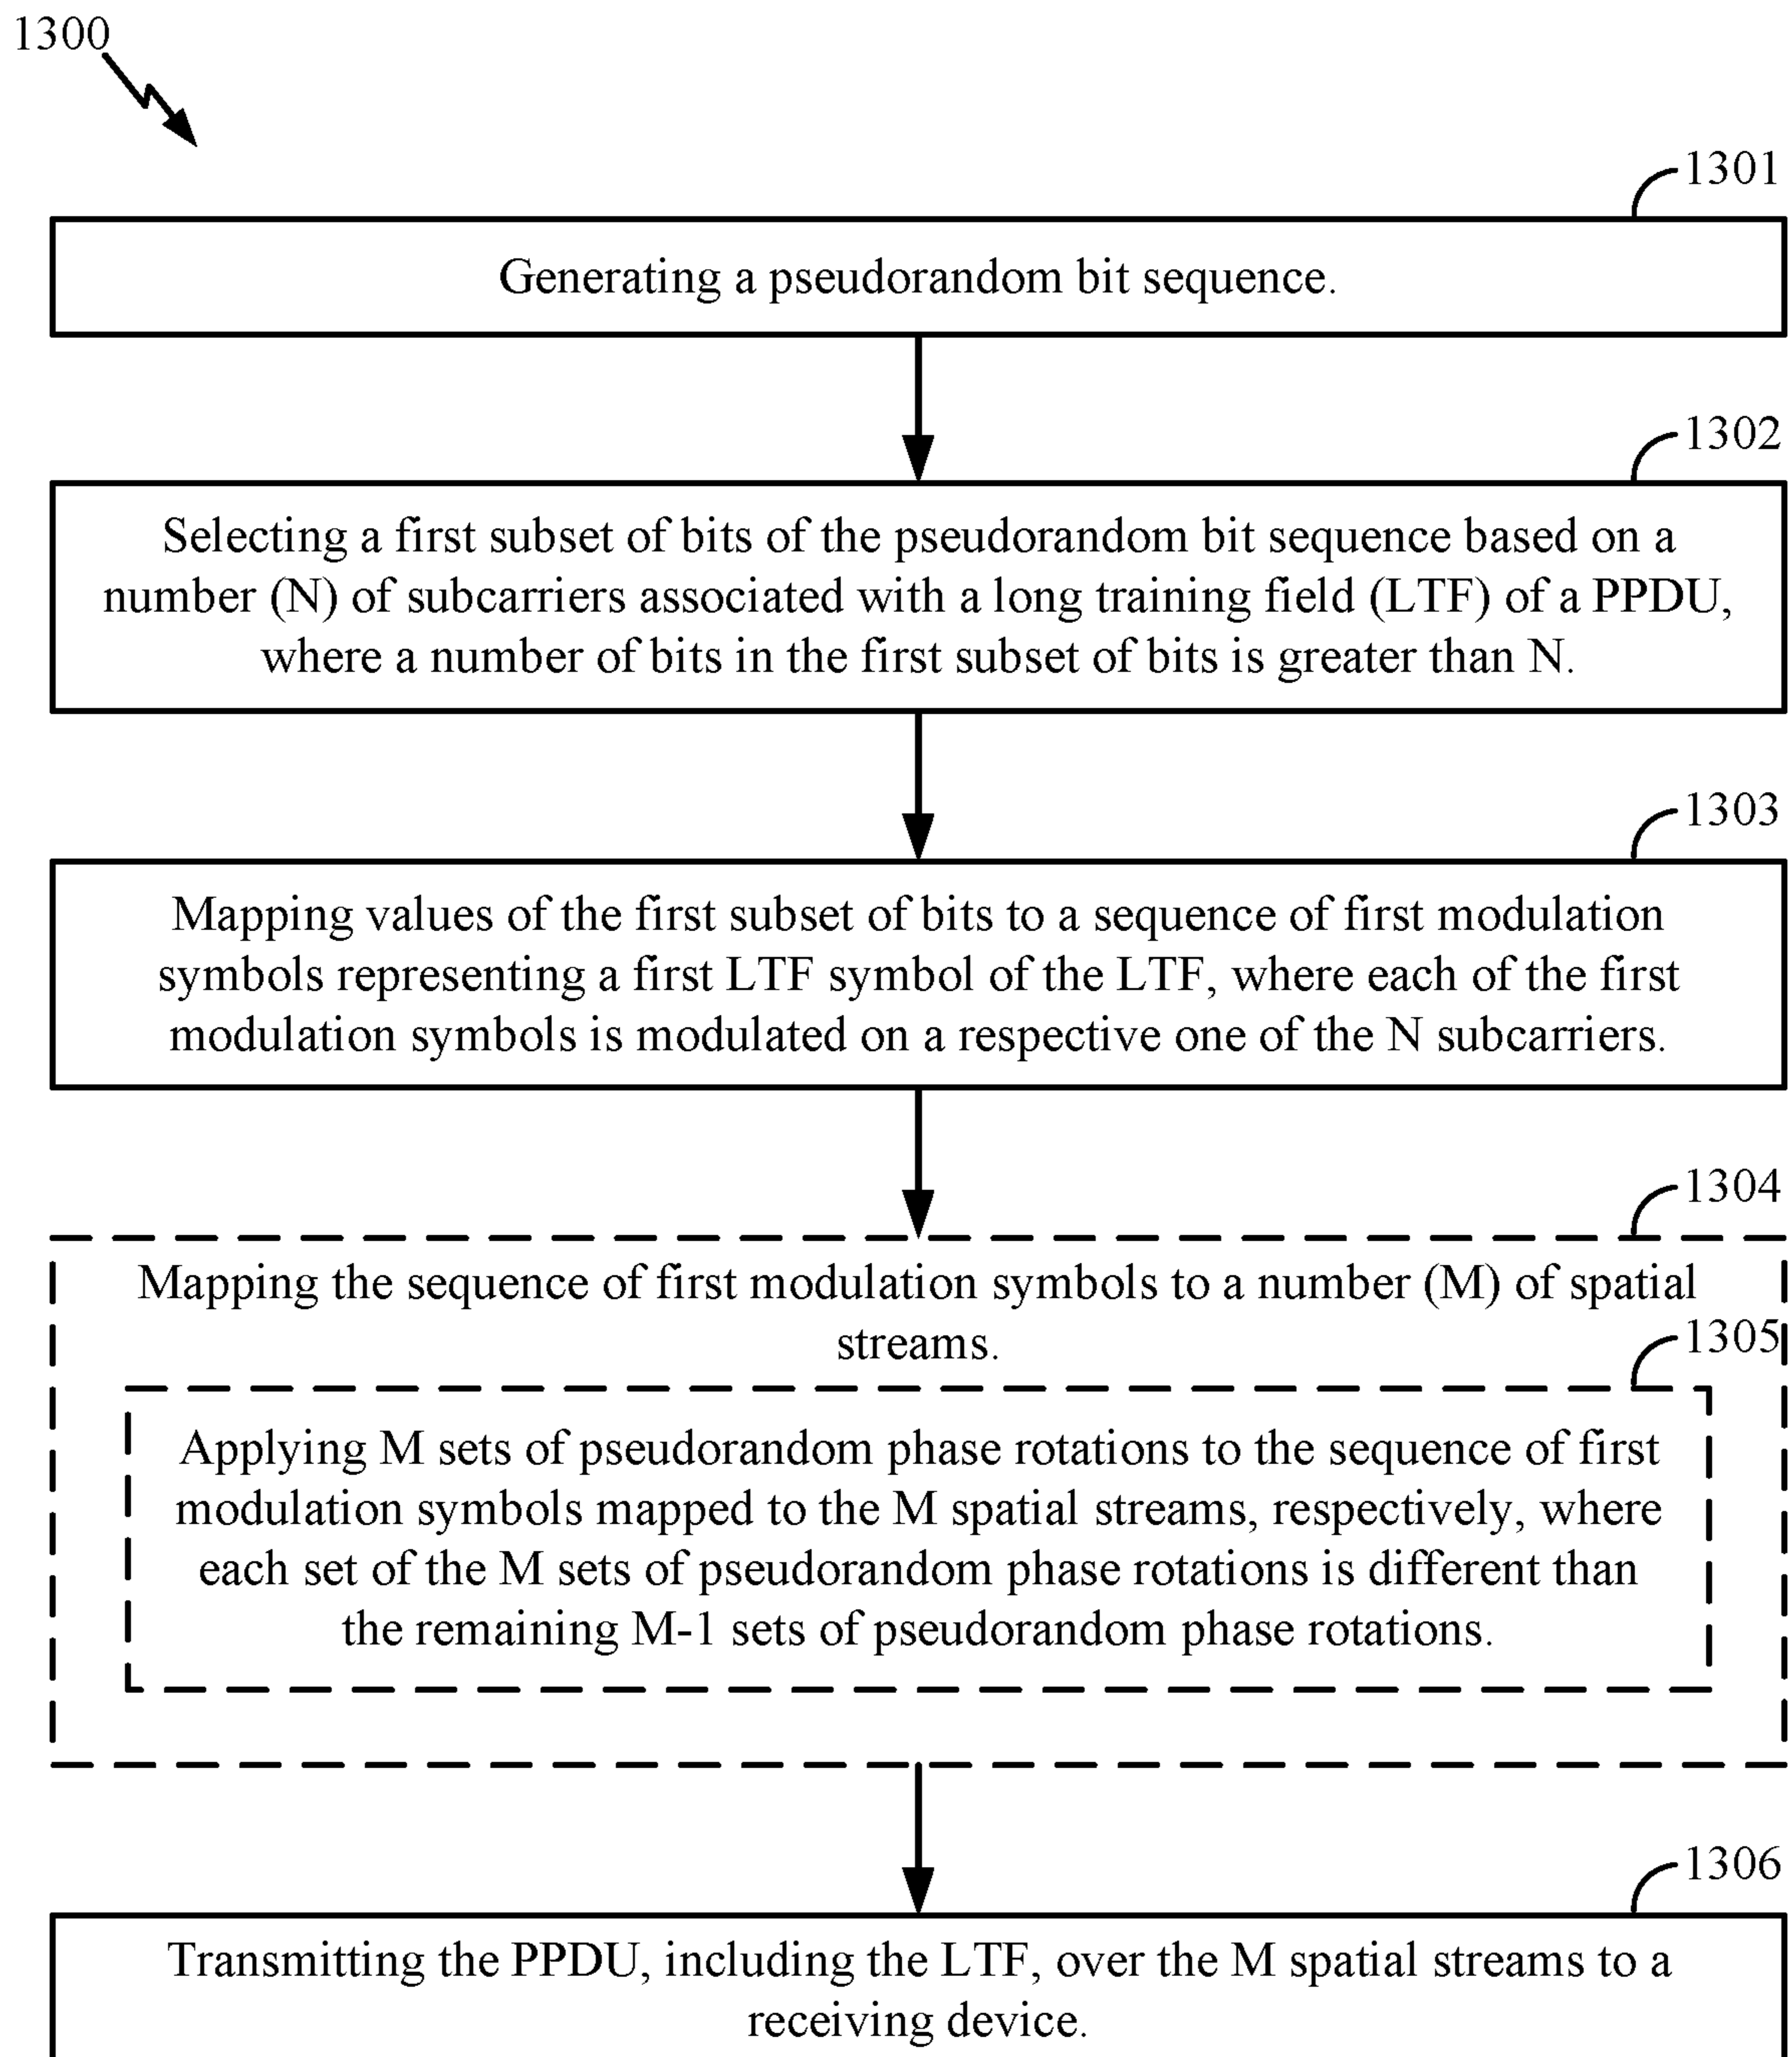 1300
1301
Generating a pseudorandom bit sequence.
1302
Selecting a first subset of bits of the pseudorandom bit sequence based on a
number (N) of subcarriers associated with a long training field (LTF) of a PPDU,
where a number of bits in the first subset of bits is greater than N.
1303
Mapping values of the first subset of bits to a sequence of first modulation
symbols representing a first LTF symbol of the LTF, where each of the first
modulation symbols is modulated on a respective one of the N subcarriers.
1304
Mapping the sequence of first modulation symbols to a number (M) of spatial
streams.
1305
Applying M sets of pseudorandom phase rotations to the sequence of first
modulation symbols mapped to the M spatial streams, respectively, where
each set of the M sets of pseudorandom phase rotations is different than
the remaining M-1 sets of pseudorandom phase rotations.
1306
Transmitting the PPDU, including the LTF, over the M spatial streams to a
receiving device.